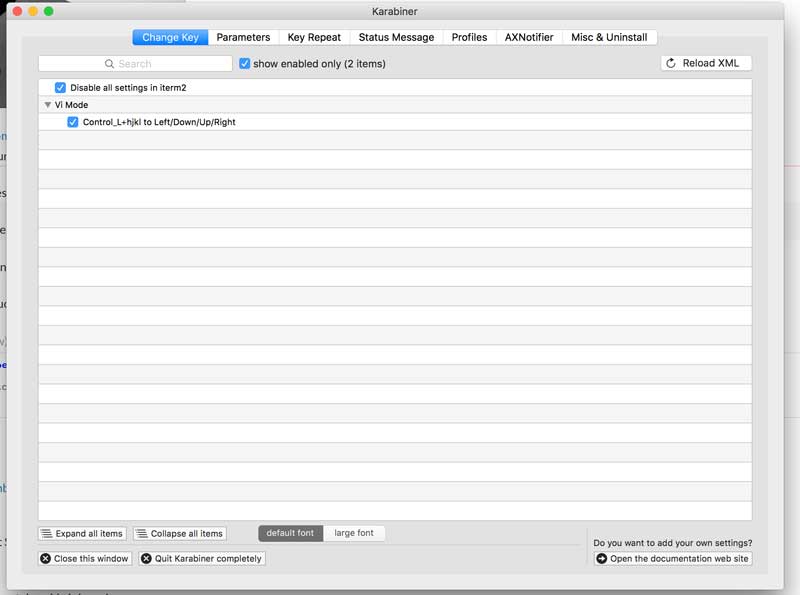 Karabiner
Change Key Parameters Key Repeat Status Message Profiles AXNotifier Misc & Uninstall
Search show enabled only (2 items) Reload XML
Disable all settings in iterm2
Vi Mode
Control_L+hjkl to Left/Down/Up/Right
Expand all items Collapse all items default font large font
Do you want to add your own settings?
Close this window Quit Karabiner completely Open the documentation web site